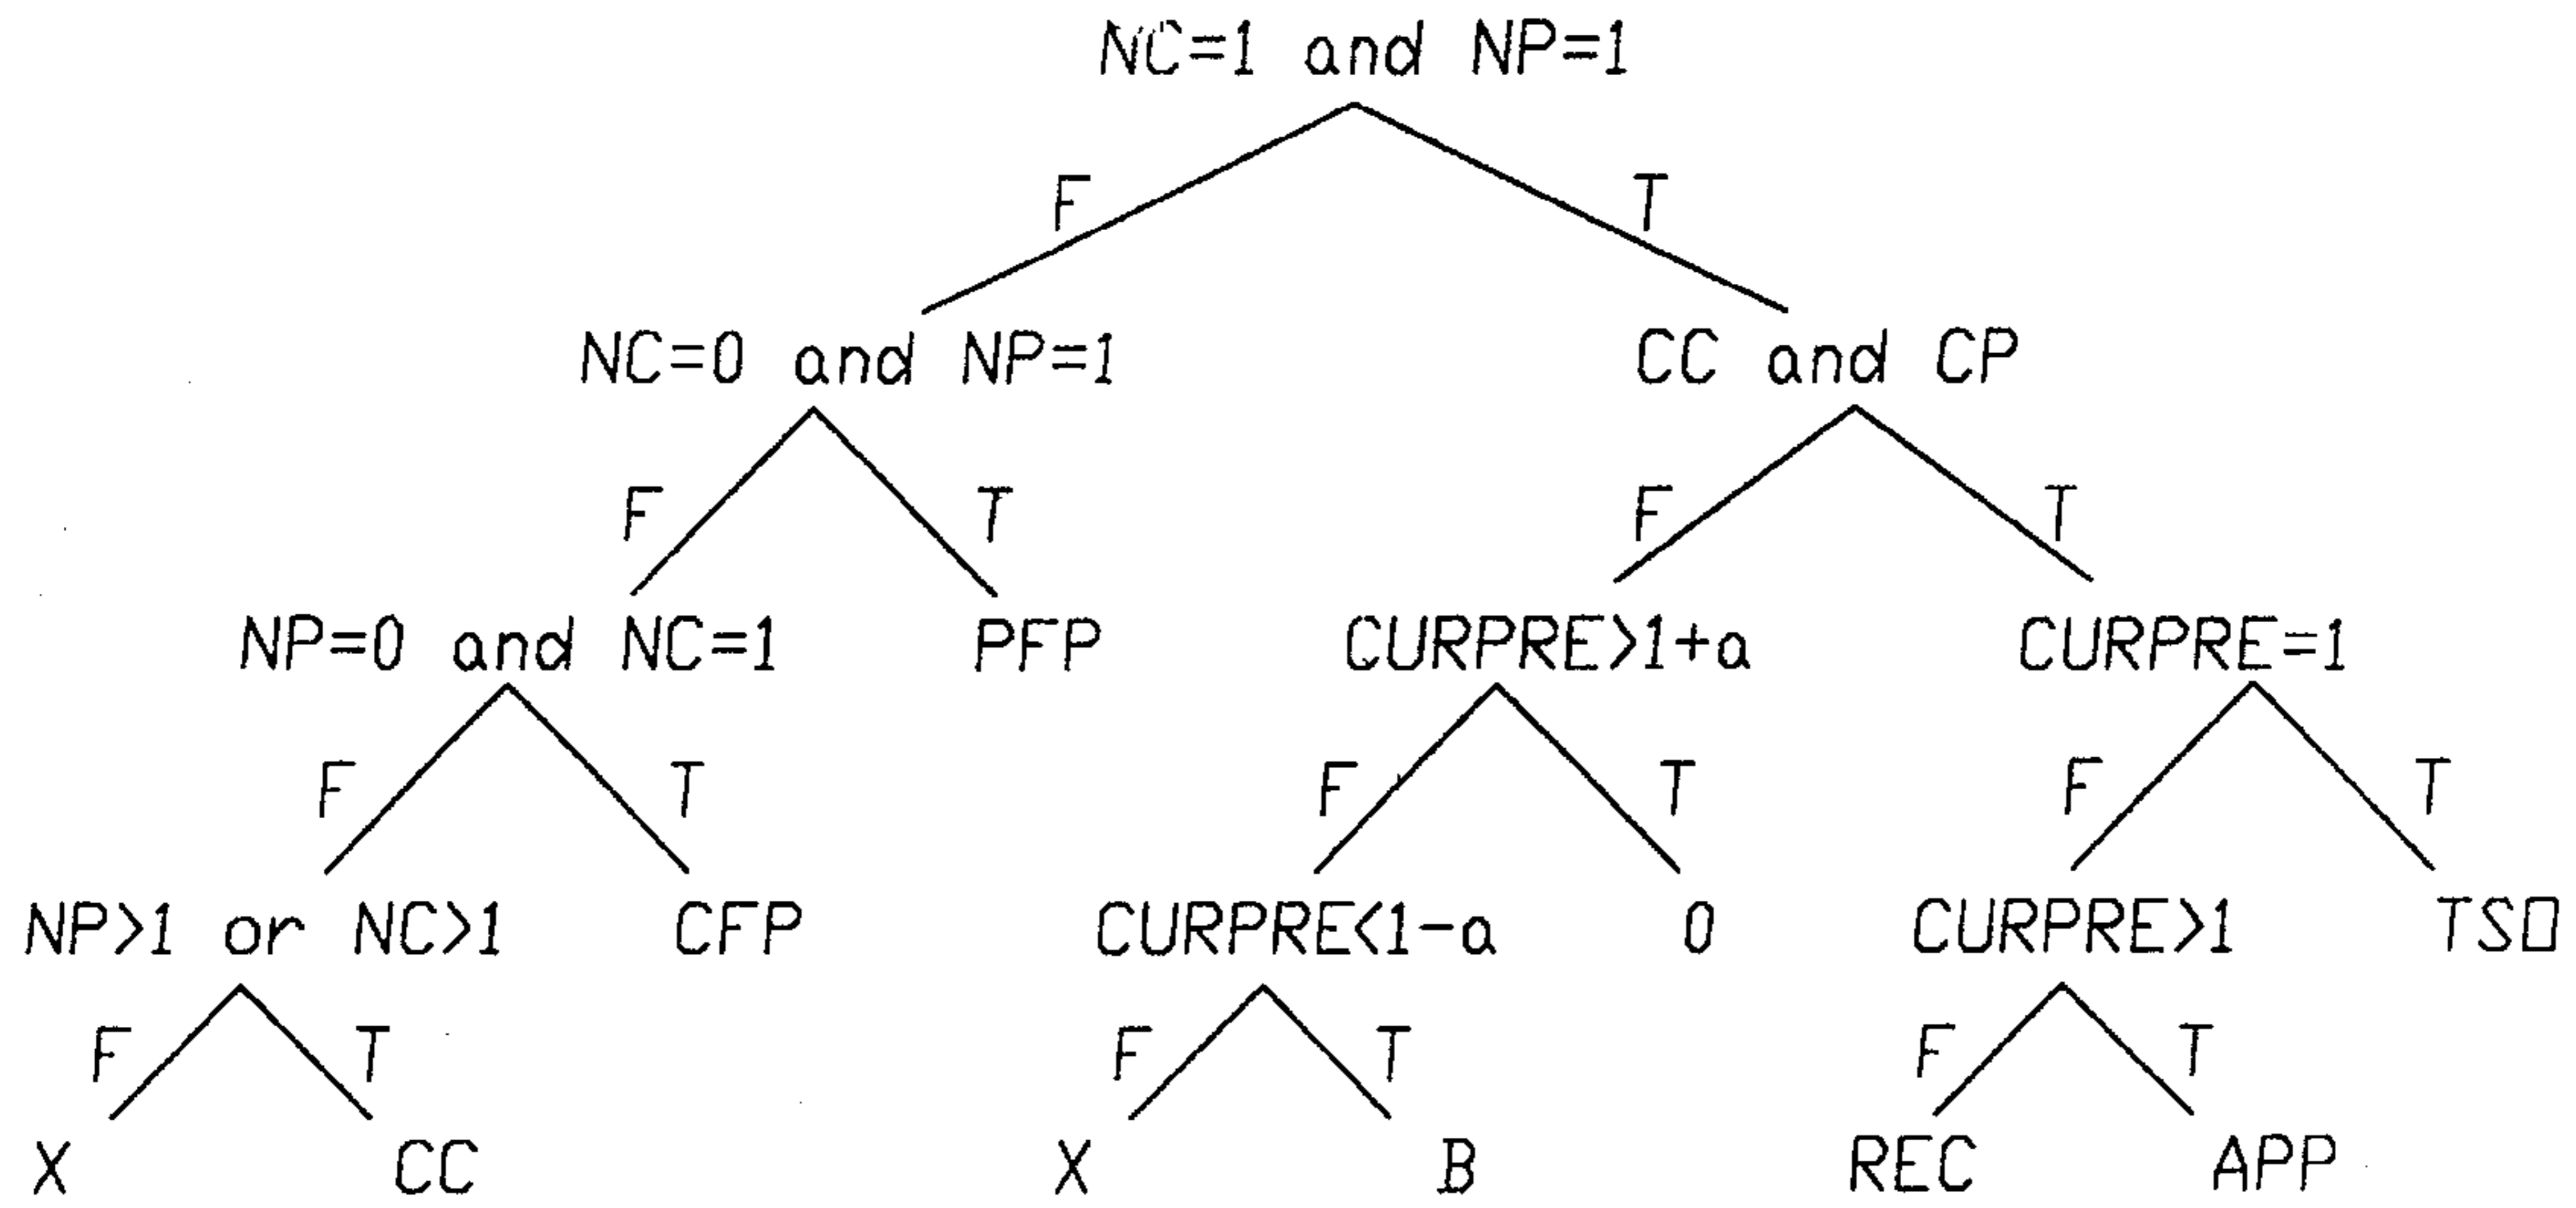 NC=1 and NP=1
F T
NC=0 and NP=1 CC and CP
F T F T
NP=0 and NC=1 PFP CURPRE>1+a CURPRE=1
F T F T F T
NP>1 or NC>1 CFP CURPRE<1-a O CURPRE>1 TSO
F T F T F T
X CC X B REC APP